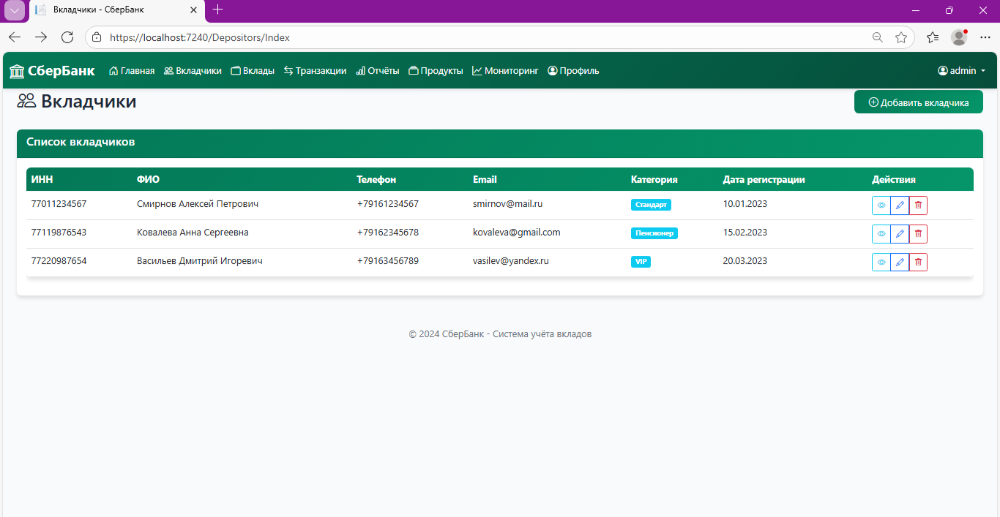 Вкладчики - СберБанк
https://localhost:7240/Depositors/Index
СберБанк Главная Вкладчики Вклады Транзакции Отчёты Продукты Мониторинг Профиль admin
Вкладчики Добавить вкладчика
Список вкладчиков
ИНН ФИО Телефон Email Категория Дата регистрации Действия
77011234567 Смирнов Алексей Петрович +79161234567 smirnov@mail.ru Стандарт 10.01.2023
77119876543 Ковалева Анна Сергеевна +79162345678 kovaleva@gmail.com Пенсионер 15.02.2023
77220987654 Васильев Дмитрий Игоревич +79163456789 vasilev@yandex.ru VIP 20.03.2023
© 2024 СберБанк - Система учёта вкладов